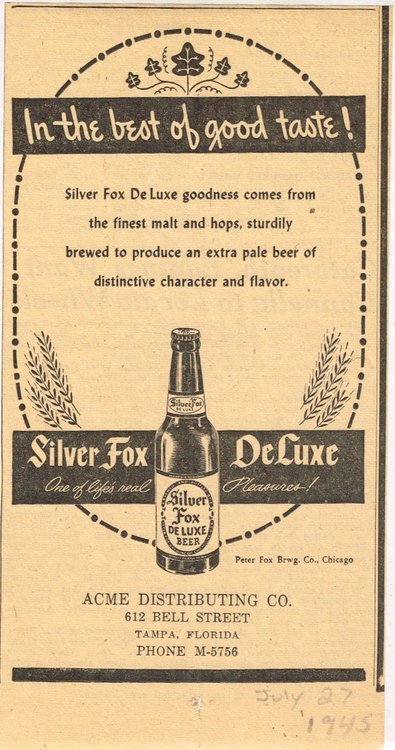 In the best of good taste!
Silver Fox De Luxe goodness comes from
the finest malt and hops, sturdily
brewed to produce an extra pale beer of
distinctive character and flavor.
Silver Fox
DE LUXE
Silver Fox DeLuxe
One of life's real Pleasures!
Silver
Fox
DE LUXE
BEER
Peter Fox Brwg. Co., Chicago
ACME DISTRIBUTING CO.
612 BELL STREET
TAMPA, FLORIDA
PHONE M-5756
July 27
1945